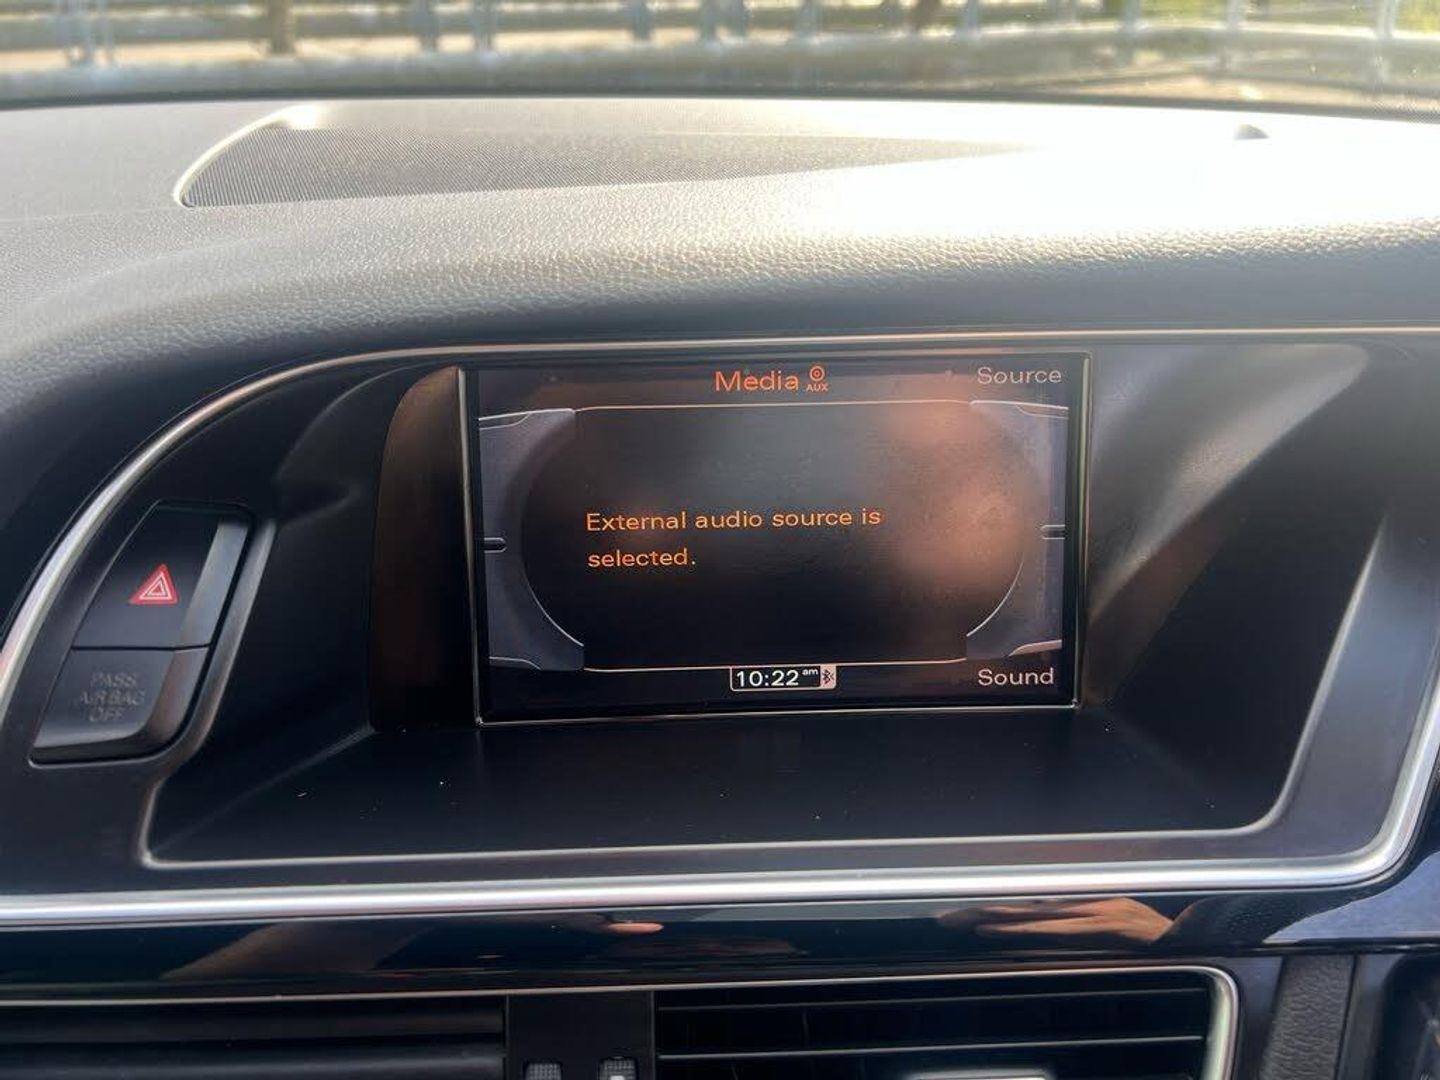 Media AUX
Source
External audio source is
selected.
10:22 am
Sound
PASS
AIR BAG
OFF